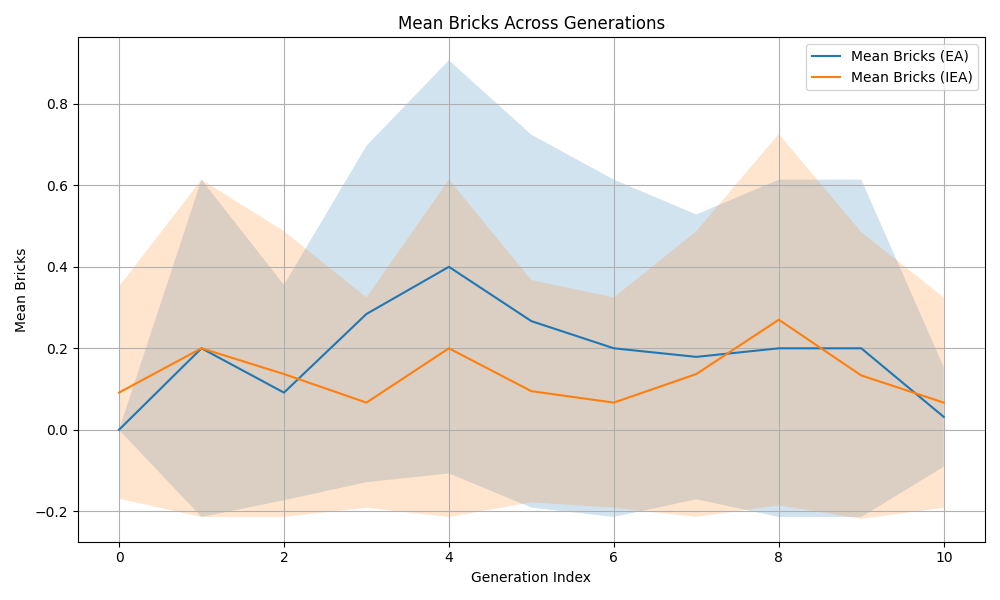 Mean Bricks Across Generations
Mean Bricks (EA)
Mean Bricks (IEA)
Mean Bricks
0.8
0.6
0.4
0.2
0.0
−0.2
0 2 4 6 8 10
Generation Index